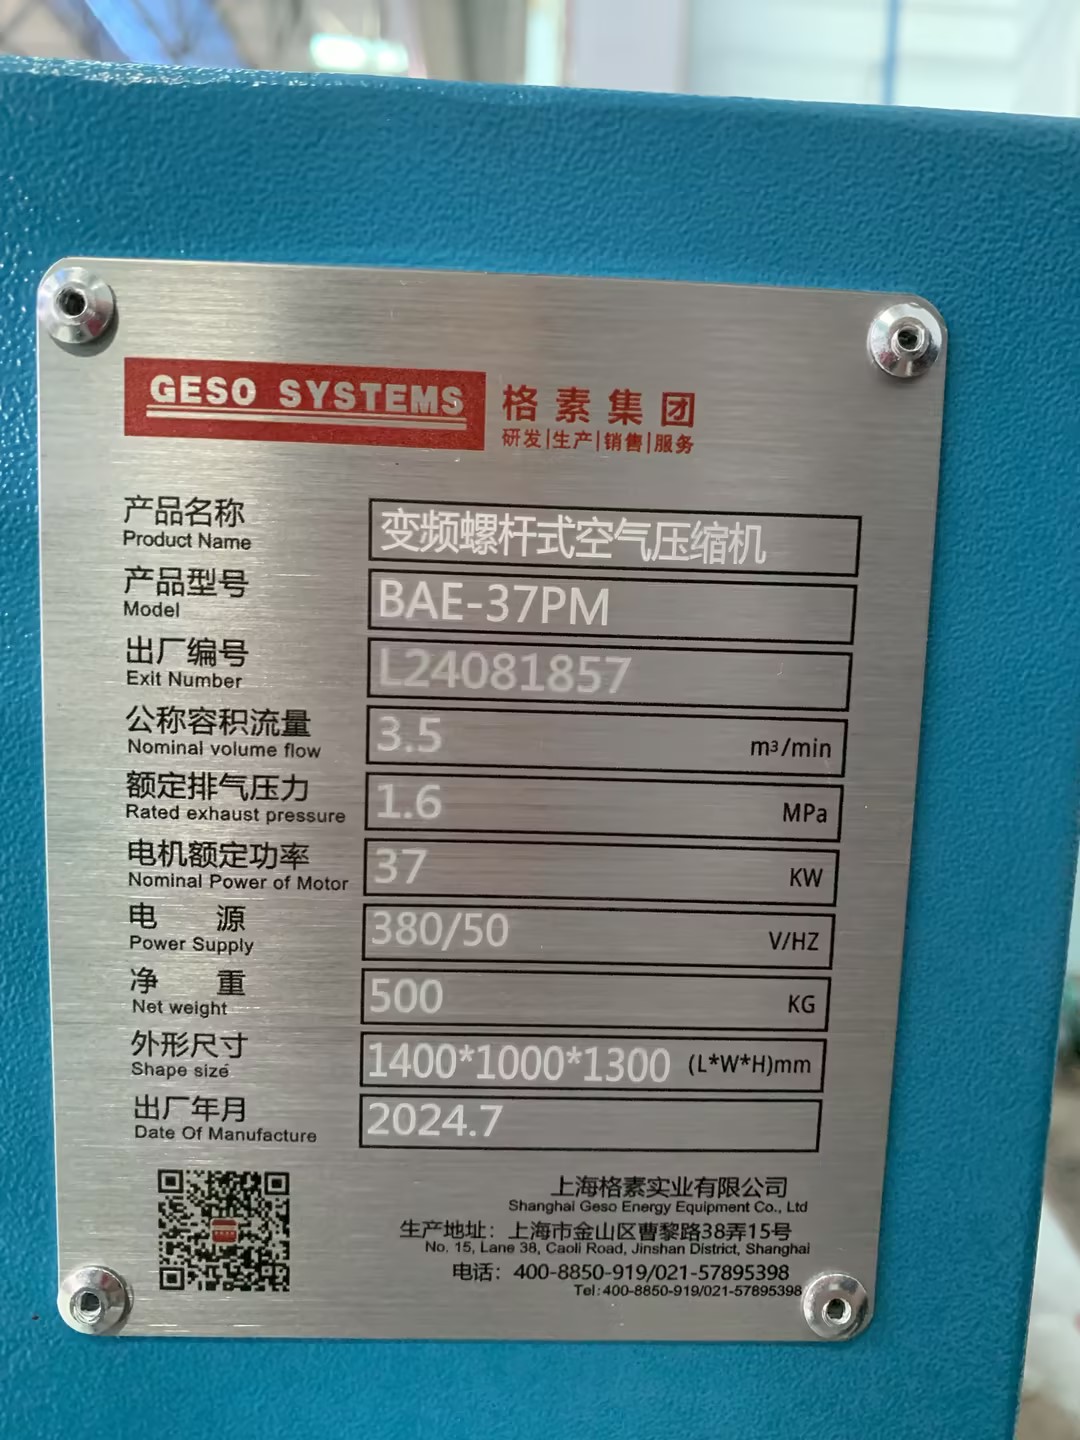 GESO SYSTEMS 格素集团
研发|生产|销售|服务
产品名称 变频螺杆式空气压缩机
Product Name
产品型号 BAE-37PM
Model
出厂编号 L24081857
Exit Number
公称容积流量 3.5 m³/min
Nominal volume flow
额定排气压力 1.6 MPa
Rated exhaust pressure
电机额定功率 37 KW
Nominal Power of Motor
电 源 380/50 V/HZ
Power Supply
净 重 500 KG
Net weight
外形尺寸 1400*1000*1300 (L*W*H)mm
Shape size
出厂年月 2024.7
Date Of Manufacture
上海格素实业有限公司
Shanghai Geso Energy Equipment Co., Ltd
生产地址：上海市金山区曹黎路38弄15号
No. 15, Lane 38, Caoli Road, Jinshan District, Shanghai
电话：400-8850-919/021-57895398
Tel:400-8850-919/021-57895398